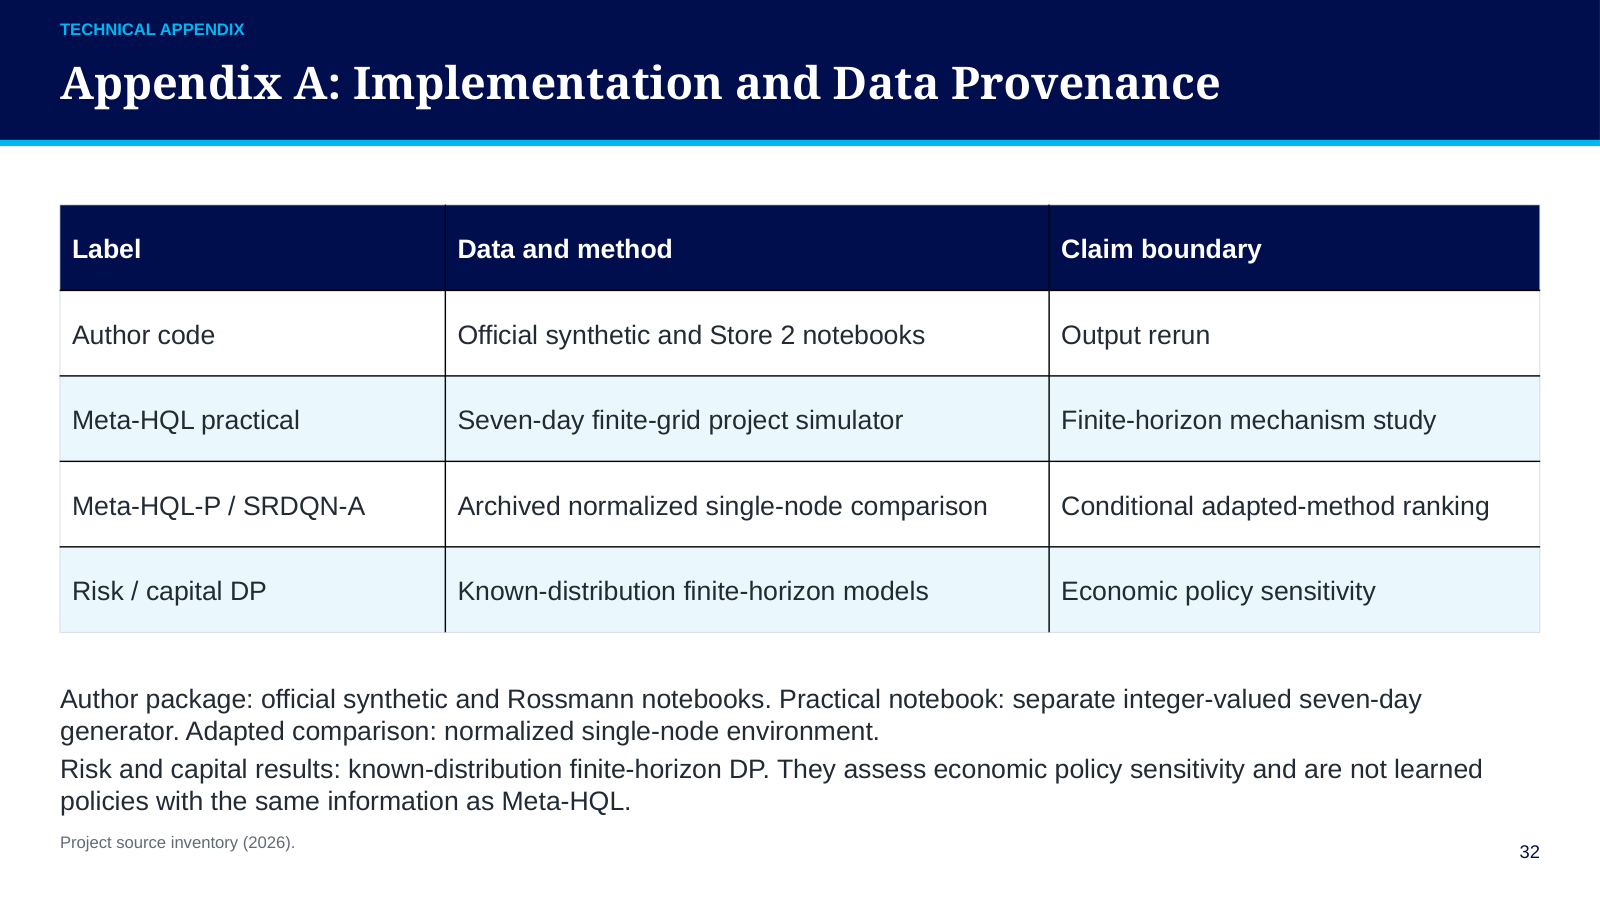 TECHNICAL APPENDIX
Appendix A: Implementation and Data Provenance
Label Data and method Claim boundary
Author code Official synthetic and Store 2 notebooks Output rerun
Meta-HQL practical Seven-day finite-grid project simulator Finite-horizon mechanism study
Meta-HQL-P / SRDQN-A Archived normalized single-node comparison Conditional adapted-method ranking
Risk / capital DP Known-distribution finite-horizon models Economic policy sensitivity
Author package: official synthetic and Rossmann notebooks. Practical notebook: separate integer-valued seven-day
generator. Adapted comparison: normalized single-node environment.
Risk and capital results: known-distribution finite-horizon DP. They assess economic policy sensitivity and are not learned
policies with the same information as Meta-HQL.
Project source inventory (2026).
32